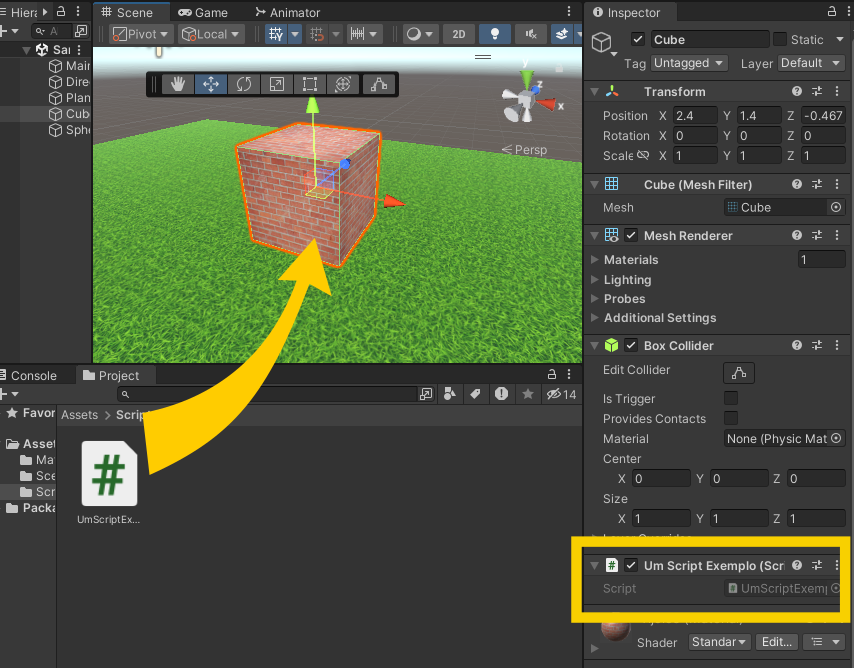 Hiera
Scene
Game
Animator
Inspector
Pivot
Local
2D
A
Sar
Main
Dire
Plan
Cub
Sphe
y
z
x
Persp
Cube
Static
Tag Untagged Layer Default
Transform
Position X 2.4 Y 1.4 Z -0.467
Rotation X 0 Y 0 Z 0
Scale X 1 Y 1 Z 1
Cube (Mesh Filter)
Mesh Cube
Mesh Renderer
Materials 1
Lighting
Probes
Additional Settings
Box Collider
Edit Collider
Is Trigger
Provides Contacts
Material None (Physic Mat
Center
X 0 Y 0 Z 0
Size
X 1 Y 1 Z 1
Um Script Exemplo (Scri
Script # UmScriptExemp
Shader Standar Edit...
Console
Project
14
Favor
Assets > Scrip
Asset
Mat
Sce
Scr
Packa
#
UmScriptEx...